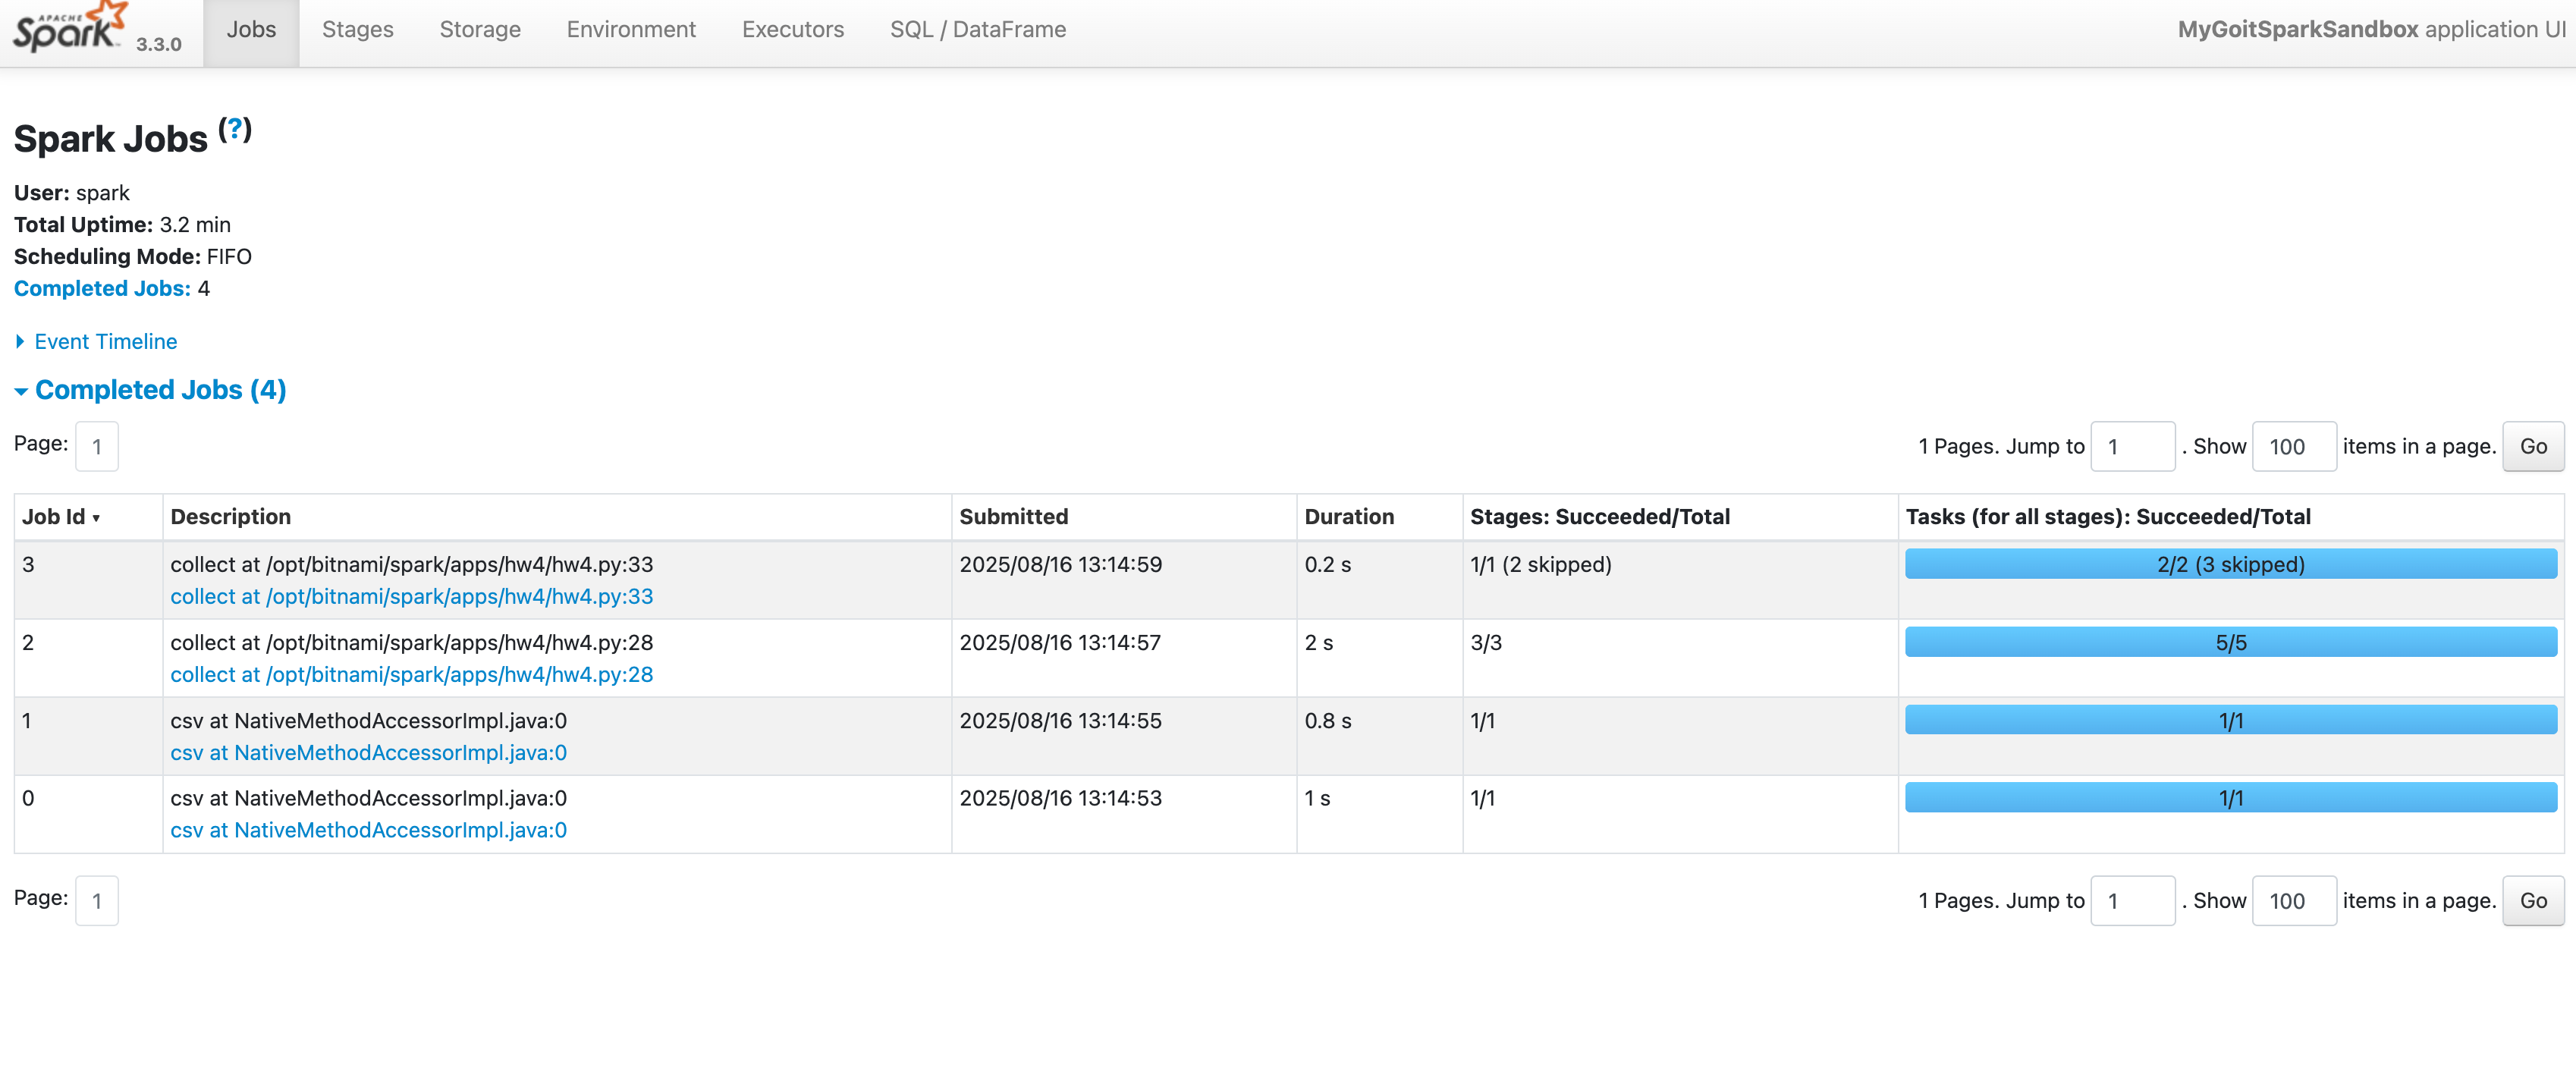 APACHE Spark 3.3.0 Jobs Stages Storage Environment Executors SQL / DataFrame MyGoitSparkSandbox application UI
Spark Jobs (?)
User: spark
Total Uptime: 3.2 min
Scheduling Mode: FIFO
Completed Jobs: 4
Event Timeline
Completed Jobs (4)
Page: 1 1 Pages. Jump to 1 . Show 100 items in a page. Go
Job Id Description Submitted Duration Stages: Succeeded/Total Tasks (for all stages): Succeeded/Total
3 collect at /opt/bitnami/spark/apps/hw4/hw4.py:33 2025/08/16 13:14:59 0.2 s 1/1 (2 skipped) 2/2 (3 skipped)
collect at /opt/bitnami/spark/apps/hw4/hw4.py:33
2 collect at /opt/bitnami/spark/apps/hw4/hw4.py:28 2025/08/16 13:14:57 2 s 3/3 5/5
collect at /opt/bitnami/spark/apps/hw4/hw4.py:28
1 csv at NativeMethodAccessorImpl.java:0 2025/08/16 13:14:55 0.8 s 1/1 1/1
csv at NativeMethodAccessorImpl.java:0
0 csv at NativeMethodAccessorImpl.java:0 2025/08/16 13:14:53 1 s 1/1 1/1
csv at NativeMethodAccessorImpl.java:0
Page: 1 1 Pages. Jump to 1 . Show 100 items in a page. Go